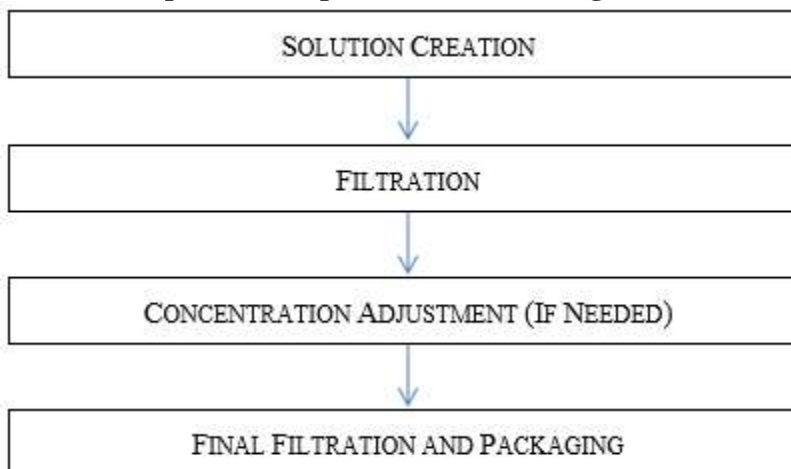 SOLUTION CREATION
FILTRATION
CONCENTRATION ADJUSTMENT (IF NEEDED)
FINAL FILTRATION AND PACKAGING